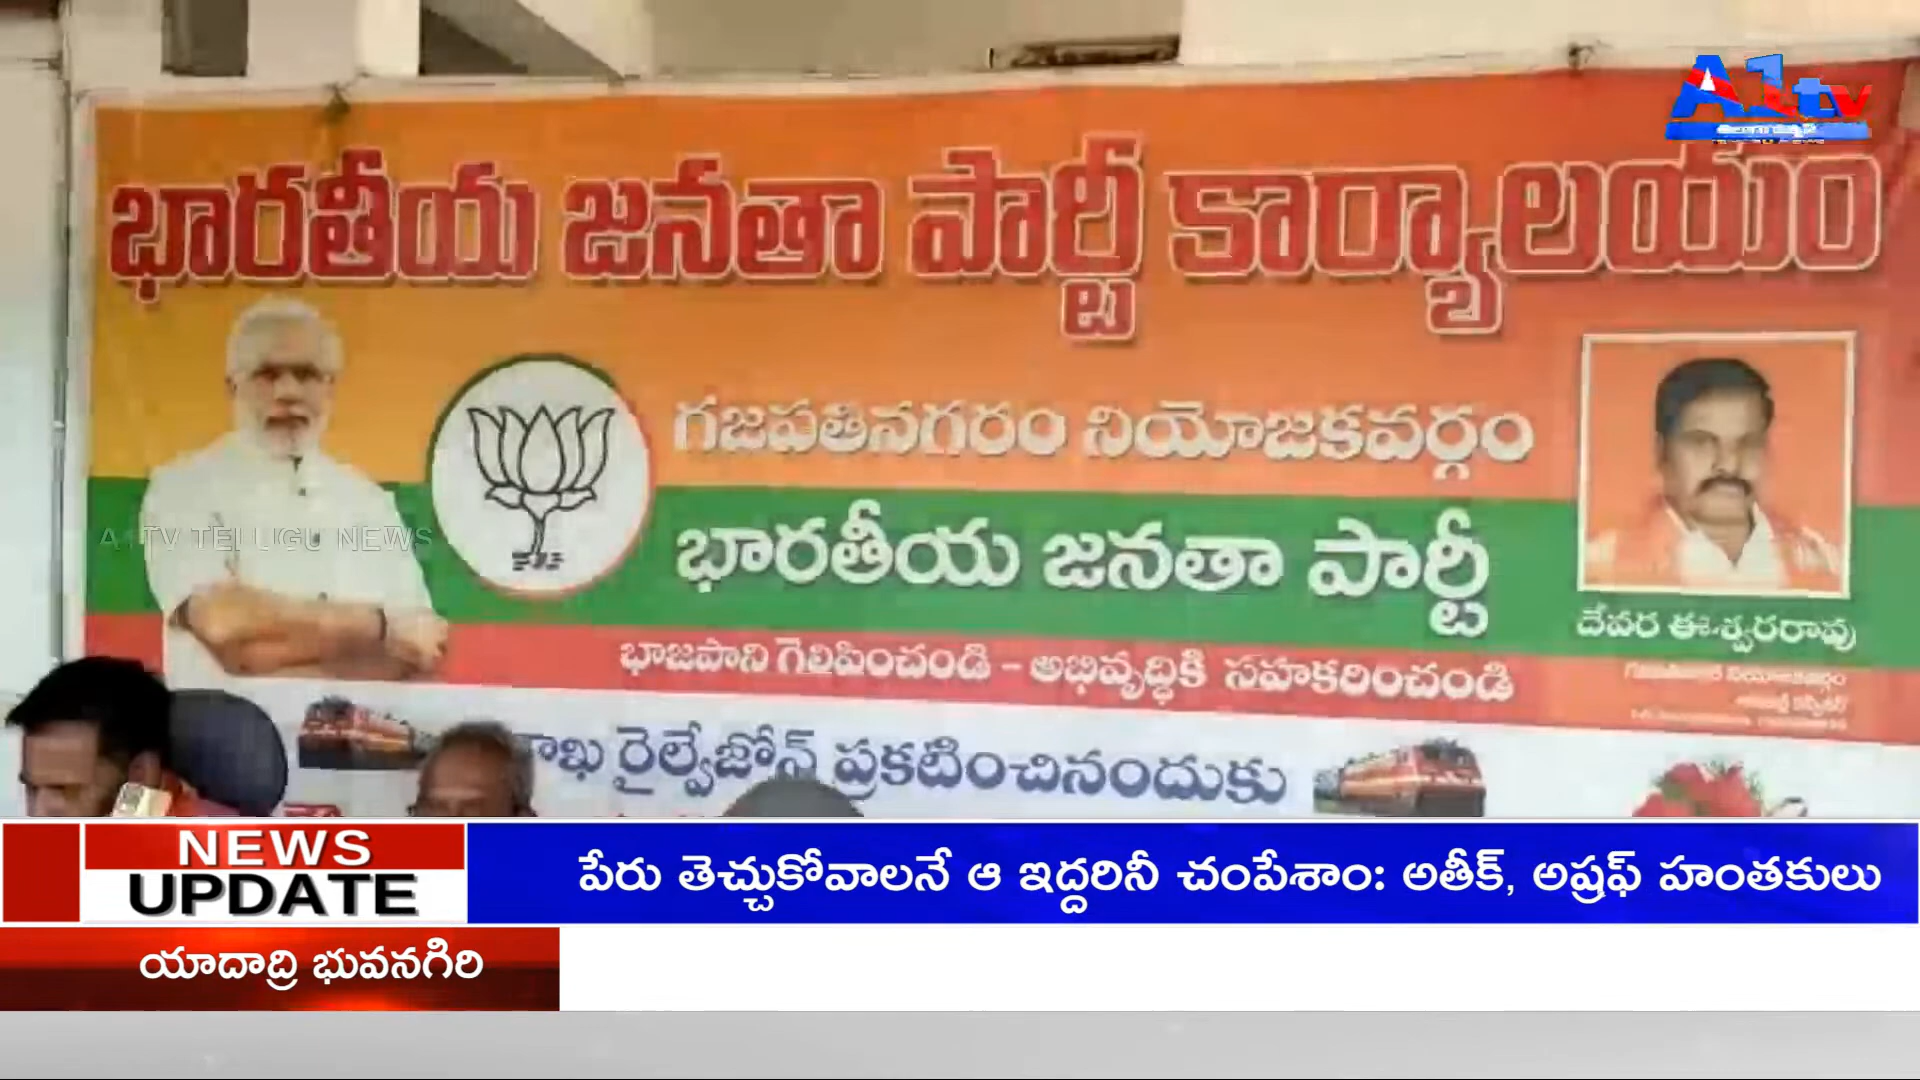 A1tv
భారతీయ జనతా పార్టీ కార్యాలయం
గజపతినగరం నియోజకవర్గం
A1TV TELUGU NEWS
భారతీయ జనతా పార్టీ
దేవర ఈశ్వరరావు
భాజపాని గెలిపించండి - అభివృద్ధికి సహకరించండి
రైల్వేజోన్ ప్రకటించినందుకు
NEWS
UPDATE
పేరు తెచ్చుకోవాలనే ఆ ఇద్దరినీ చంపేశాం: అతీక్, అష్రఫ్ హంతకులు
యాదాద్రి భువనగిరి